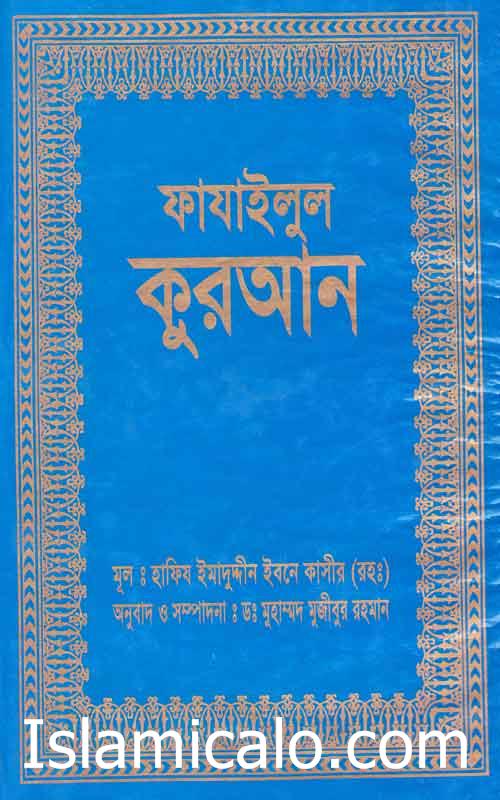 ফাযাইলুল
কুরআন
মূল ঃ হাফিয ইমাদুদ্দীন ইবনে কাসীর (রহঃ)
অনুবাদ ও সম্পাদনা ঃ ডঃ মুহাম্মদ মুজীবুর রহমান
Islamicalo.com